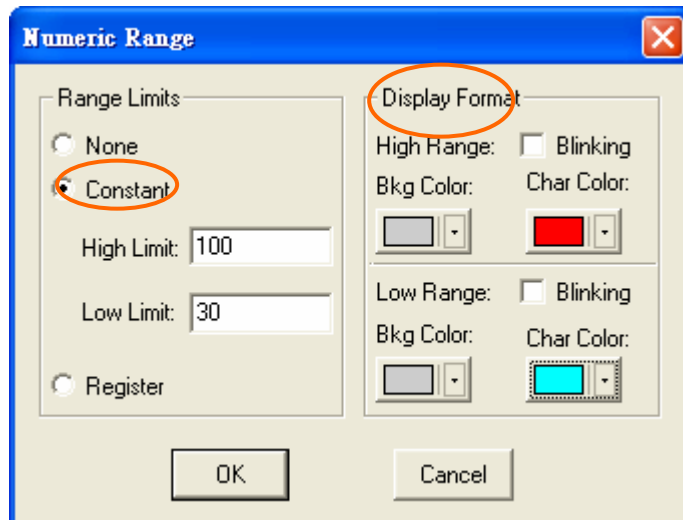 Numeric Range
Range Limits
None
Constant
High Limit: 100
Low Limit: 30
Register
Display Format
High Range: Blinking
Bkg Color: Char Color:
Low Range: Blinking
Bkg Color: Char Color:
OK Cancel